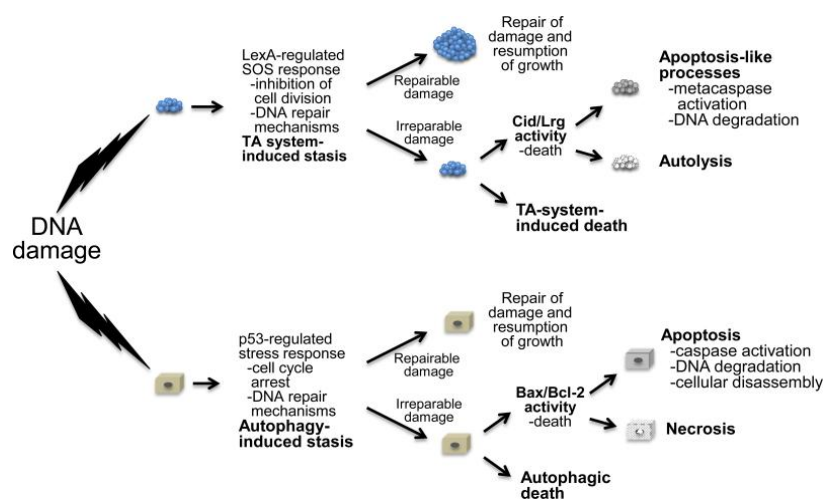 DNA
damage
LexA-regulated
SOS response
-inhibition of
cell division
-DNA repair
mechanisms
TA system-
induced stasis
Repairable
damage
Irreparable
damage
Repair of
damage and
resumption
of growth
Cid/Lrg
activity
-death
TA-system-
induced death
Apoptosis-like
processes
-metacaspase
activation
-DNA degradation
Autolysis
p53-regulated
stress response
-cell cycle
arrest
-DNA repair
mechanisms
Autophagy-
induced stasis
Repairable
damage
Irreparable
damage
Repair of
damage and
resumption
of growth
Bax/Bcl-2
activity
-death
Autophagic
death
Apoptosis
-caspase activation
-DNA degradation
-cellular disassembly
Necrosis